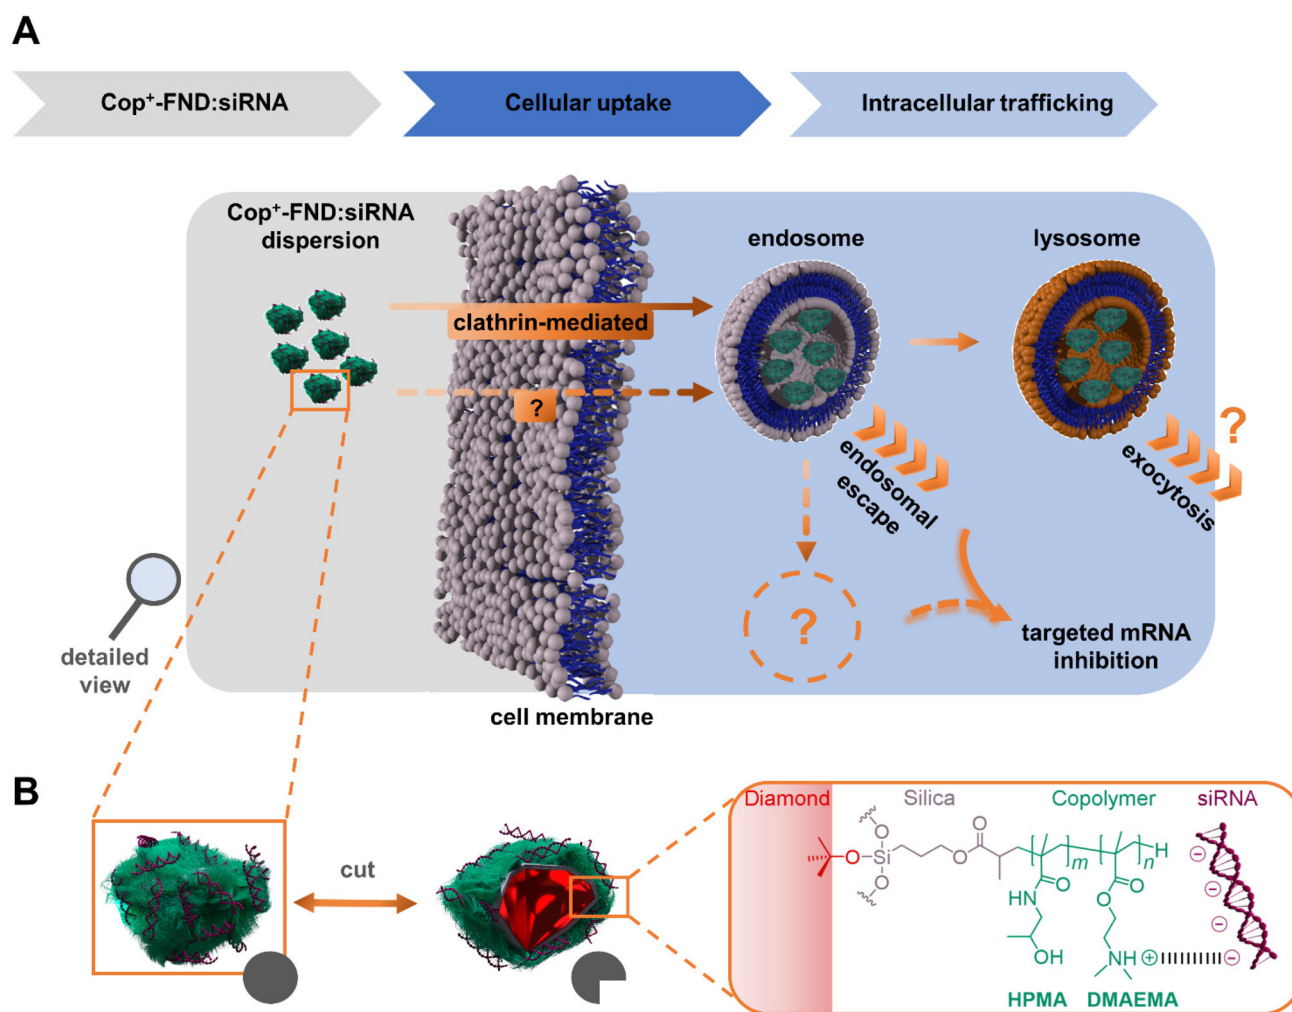 A
Cop⁺-FND:siRNA
Cellular uptake
Intracellular trafficking
Cop⁺-FND:siRNA
dispersion
endosome
lysosome
clathrin-mediated
?
endosomal
escape
exocytosis
?
?
targeted mRNA
inhibition
detailed
view
cell membrane
B
cut
Diamond
Silica
Copolymer
siRNA
O
O
Si
O
O
O
m
n
H
HN
O
O
O
OH
NH
+
−
−
−
−
−
HPMA
DMAEMA